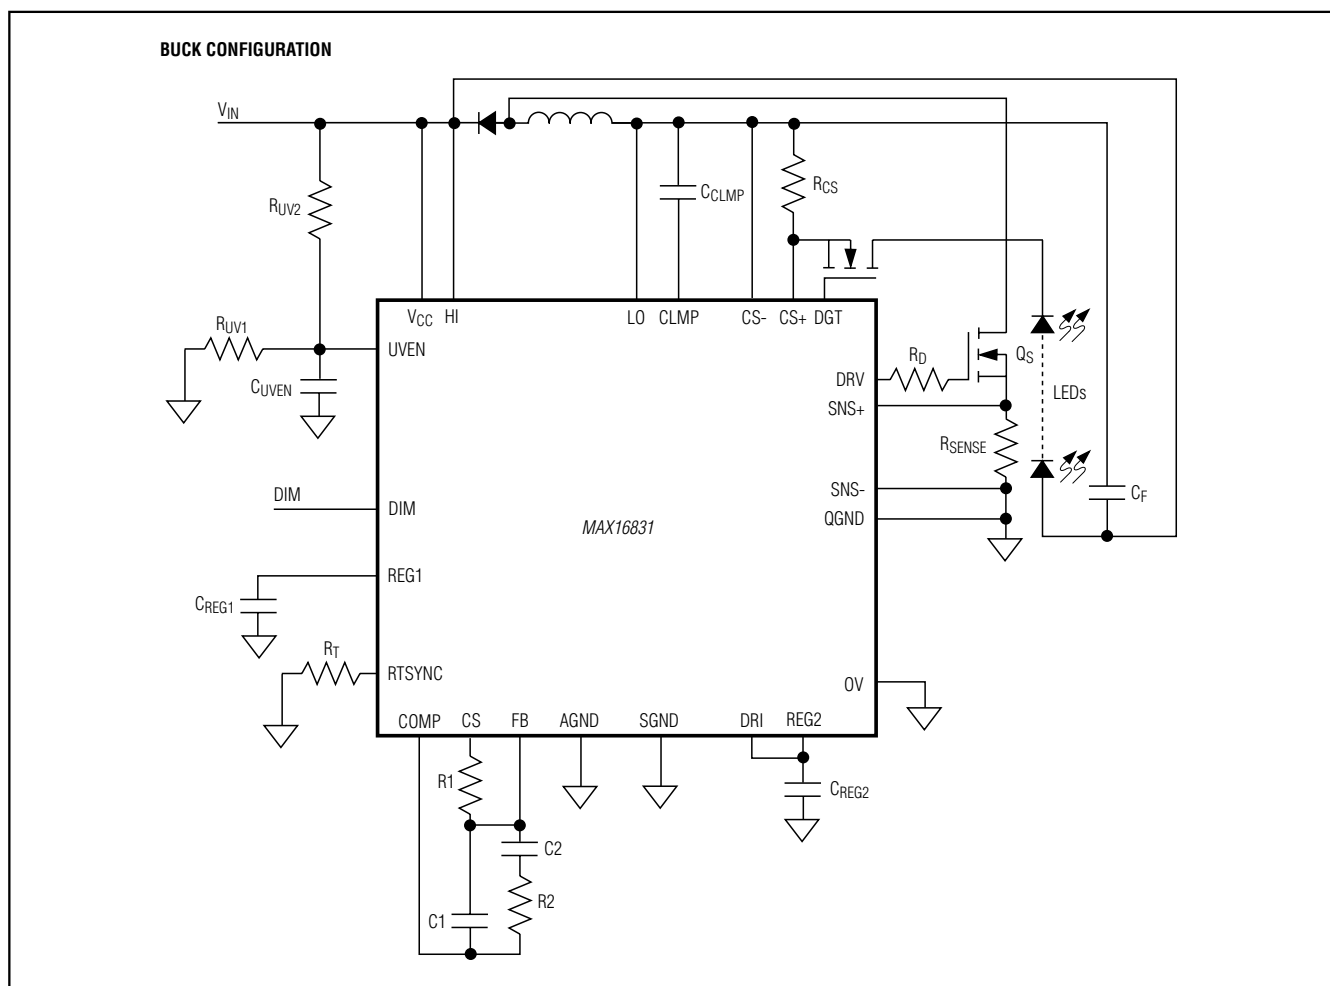 BUCK CONFIGURATION
VIN
RUV2
CCLMP
RCS
RUV1
VCC
HI
LO
CLMP
CS-
CS+
DGT
UVEN
CUVEN
RD
QS
DRV
LEDs
SNS+
RSENSE
SNS-
CF
DIM
DIM
QGND
MAX16831
REG1
CREG1
RT
RTSYNC
OV
COMP
CS
FB
AGND
SGND
DRI
REG2
R1
CREG2
C2
R2
C1